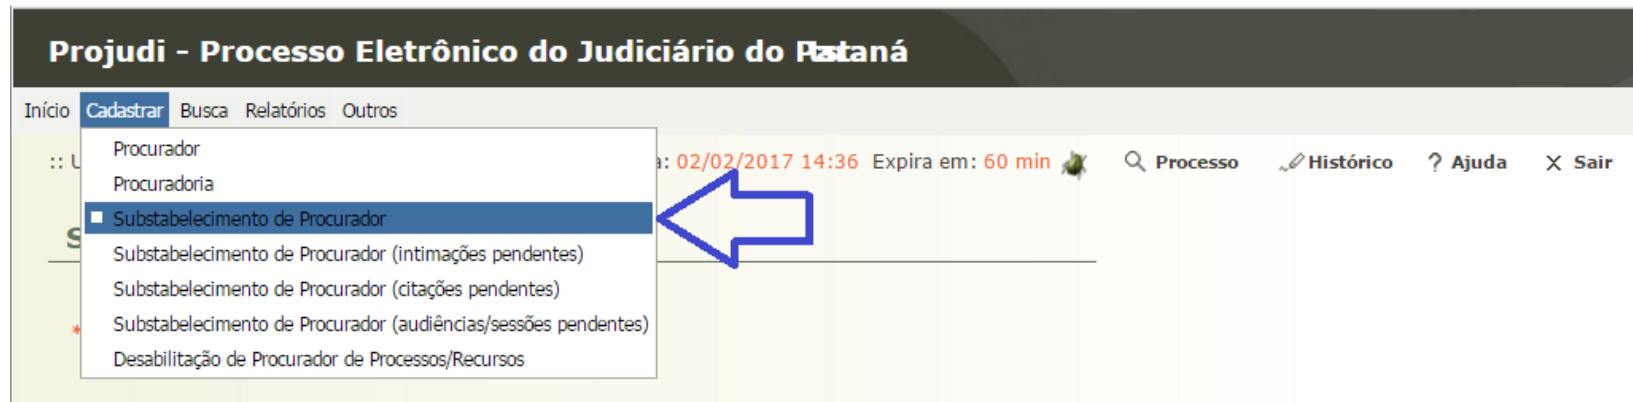 Projudi - Processo Eletrônico do Judiciário do
Início Cadastrar Busca Relatórios Outros
Procurador
:: 02/02/2017 14:36 Expira em: 60 min Processo Histórico ? Ajuda X Sair
Procuradoria
Substabelecimento de Procurador
S
Substabelecimento de Procurador (intimações pendentes)
Substabelecimento de Procurador (citações pendentes)
* Substabelecimento de Procurador (audiências/sessões pendentes)
Desabilitação de Procurador de Processos/Recursos